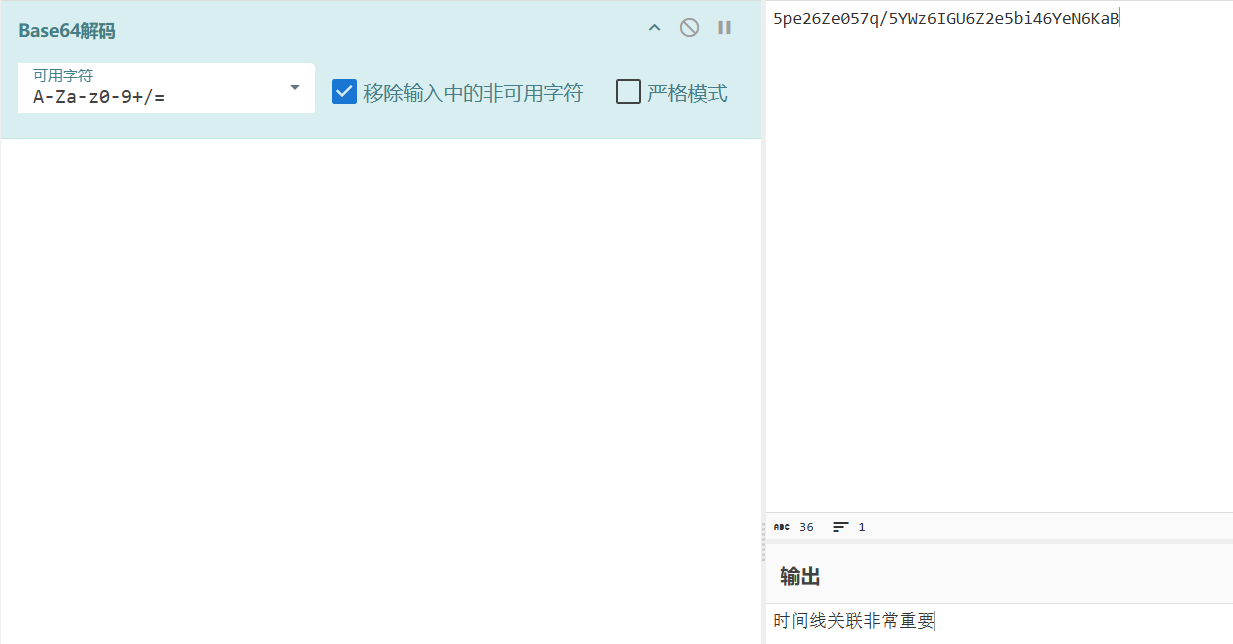 Base64解码
可用字符
A-Za-z0-9+/=
移除输入中的非可用字符
严格模式
5pe26Ze057q/5YWz6IGU6Z2e5bi46YeN6KaB
ABC 36 1
输出
时间线关联非常重要